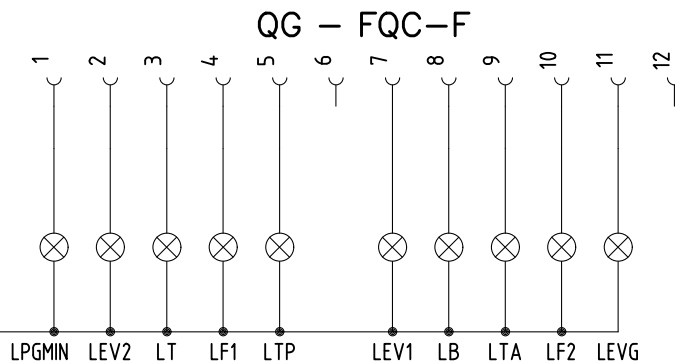 QG – FQC–F
1 2 3 4 5 6 7 8 9 10 11 12
LPGMIN LEV2 LT LF1 LTP LEV1 LB LTA LF2 LEVG